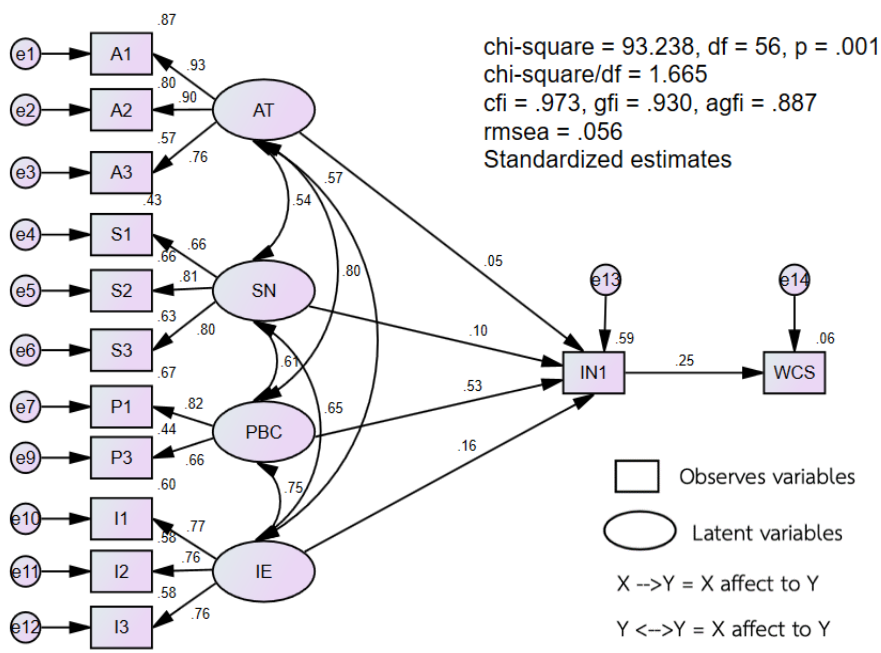 chi-square = 93.238, df = 56, p = .001
chi-square/df = 1.665
cfi = .973, gfi = .930, agfi = .887
rmsea = .056
Standardized estimates
.87
e1
A1
.93
.80
e2
A2
.90
AT
.57
e3
A3
.76
.57
.54
.43
e4
S1
.66
.66
e5
S2
.81
SN
.80
.05
.63
e6
S3
.80
.10
e13
.59
e14
.06
.61
.67
IN1
.25
WCS
e7
P1
.82
.53
.44
.65
PBC
e9
P3
.66
.16
.60
.75
e10
I1
.77
.58
e11
I2
.76
IE
.58
e12
I3
.76
Observes variables
Latent variables
X -->Y = X affect to Y
Y <-->Y = X affect to Y